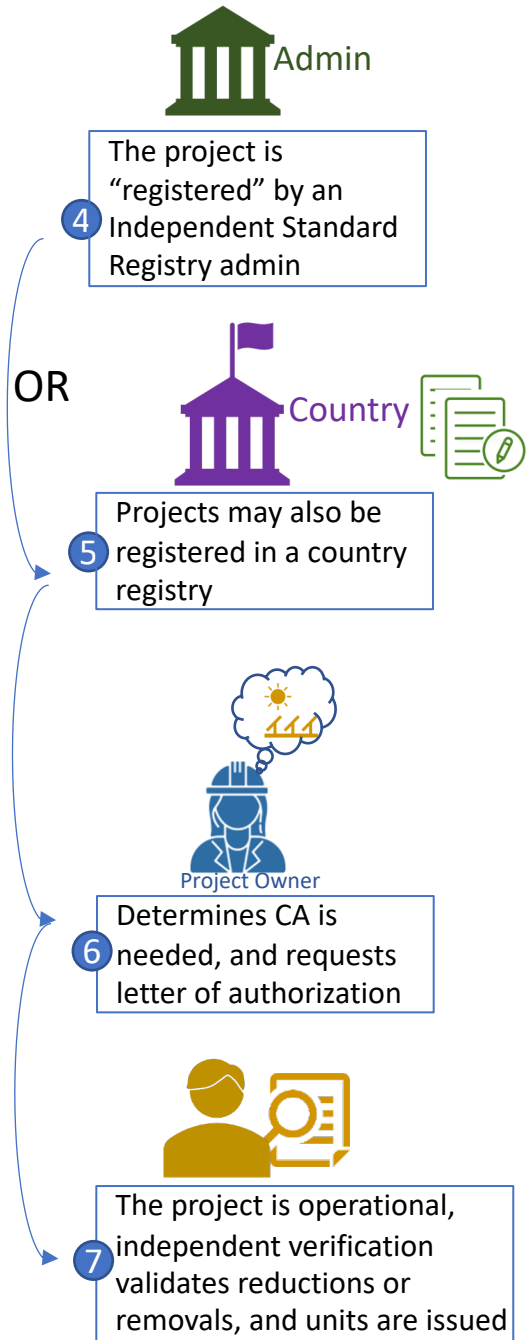 Admin
The project is
“registered” by an
4
Independent Standard
Registry admin
OR
Country
Projects may also be
5
registered in a country
registry
Project Owner
Determines CA is
6
needed, and requests
letter of authorization
The project is operational,
7
independent verification
validates reductions or
removals, and units are issued